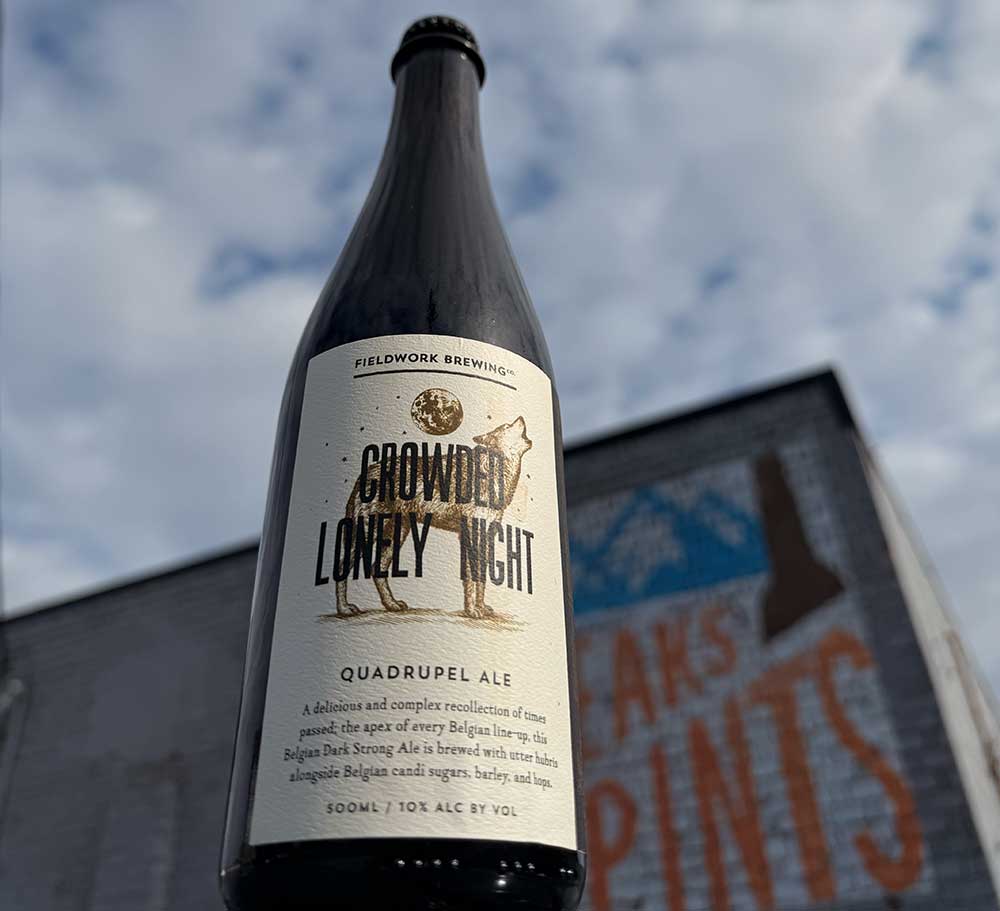 FIELDWORK BREWING CO.
CROWDED
LONELY NIGHT
QUADRUPEL ALE
A delicious and complex recollection of times
passed; the apex of every Belgian line-up, this
Belgian Dark Strong Ale is brewed with utter hubris
alongside Belgian candi sugars, barley, and hops.
500ML / 10% ALC BY VOL
EAKS
PINTS